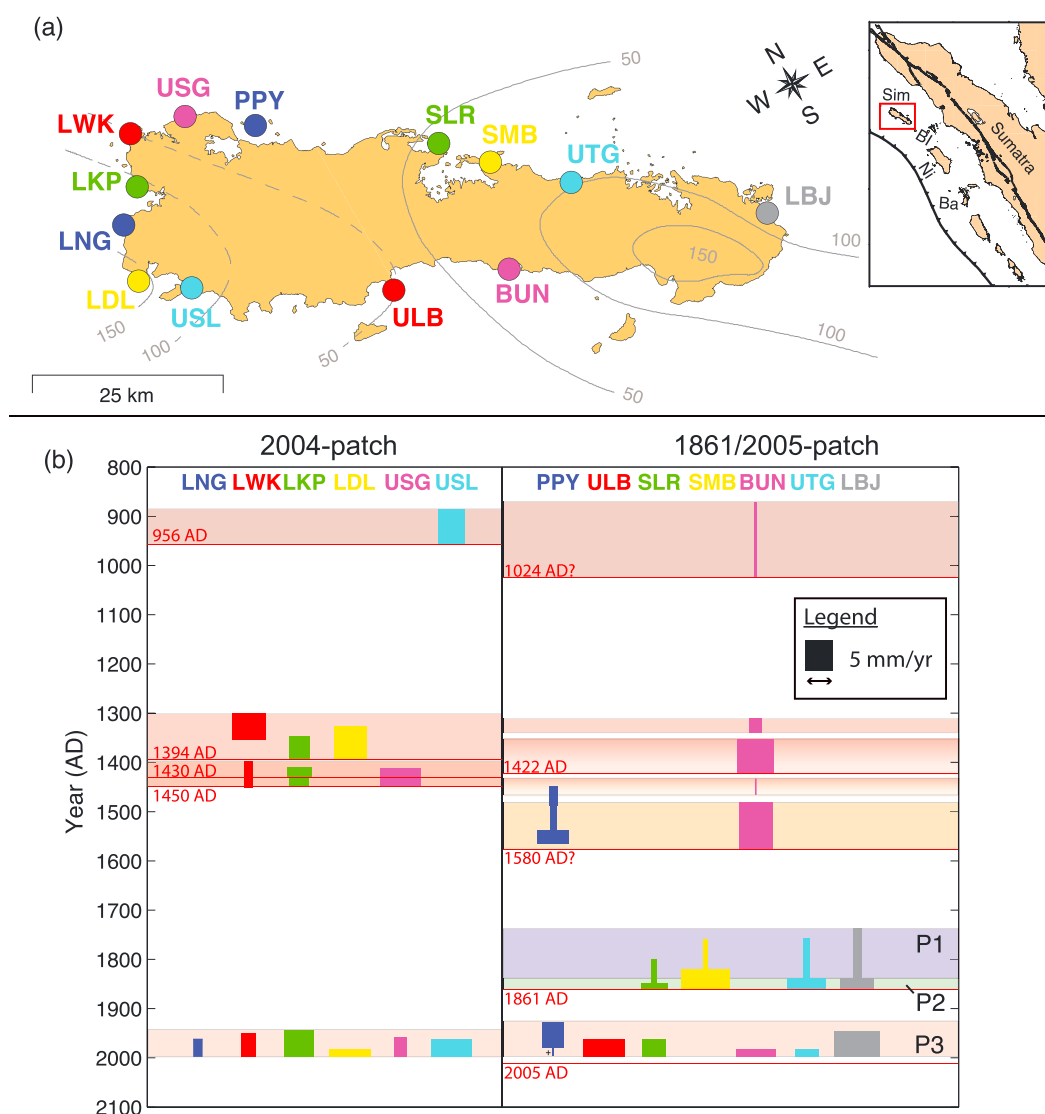 (a)
USG
PPY
LWK
LKP
LNG
LDL
USL
ULB
SLR
SMB
UTG
BUN
LBJ
50
100
150
100
50
50
150
100
N
E
W
S
25 km
Sim
BI
Ni
Ba
Sumatra
(b)
2004-patch
1861/2005-patch
LNG LWK LKP LDL USG USL
PPY ULB SLR SMB BUN UTG LBJ
Year (AD)
800
900
1000
1100
1200
1300
1400
1500
1600
1700
1800
1900
2000
2100
956 AD
1394 AD
1430 AD
1450 AD
1024 AD?
1422 AD
1580 AD?
1861 AD
2005 AD
Legend
5 mm/yr
P1
P2
P3
+